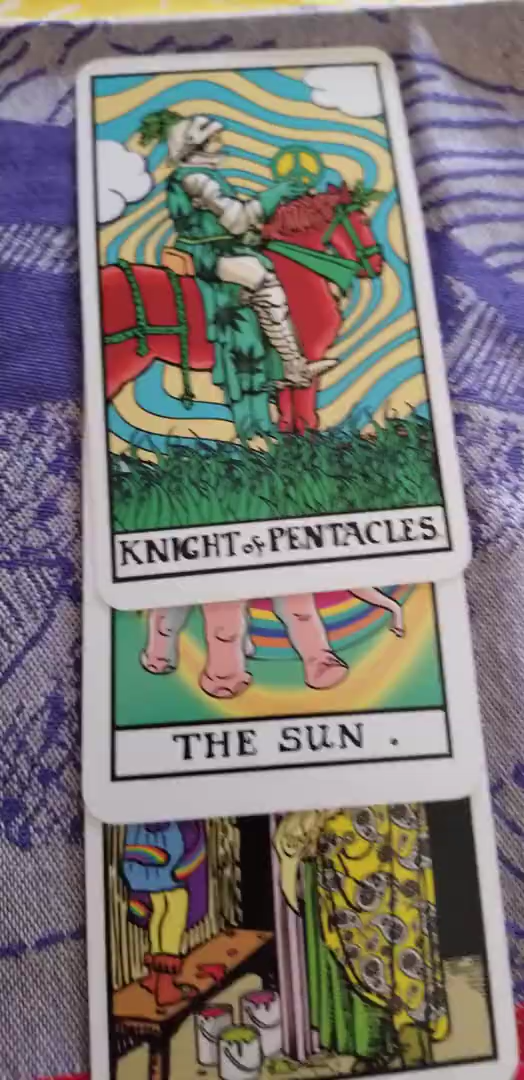 KNIGHT of PENTACLES
THE SUN .